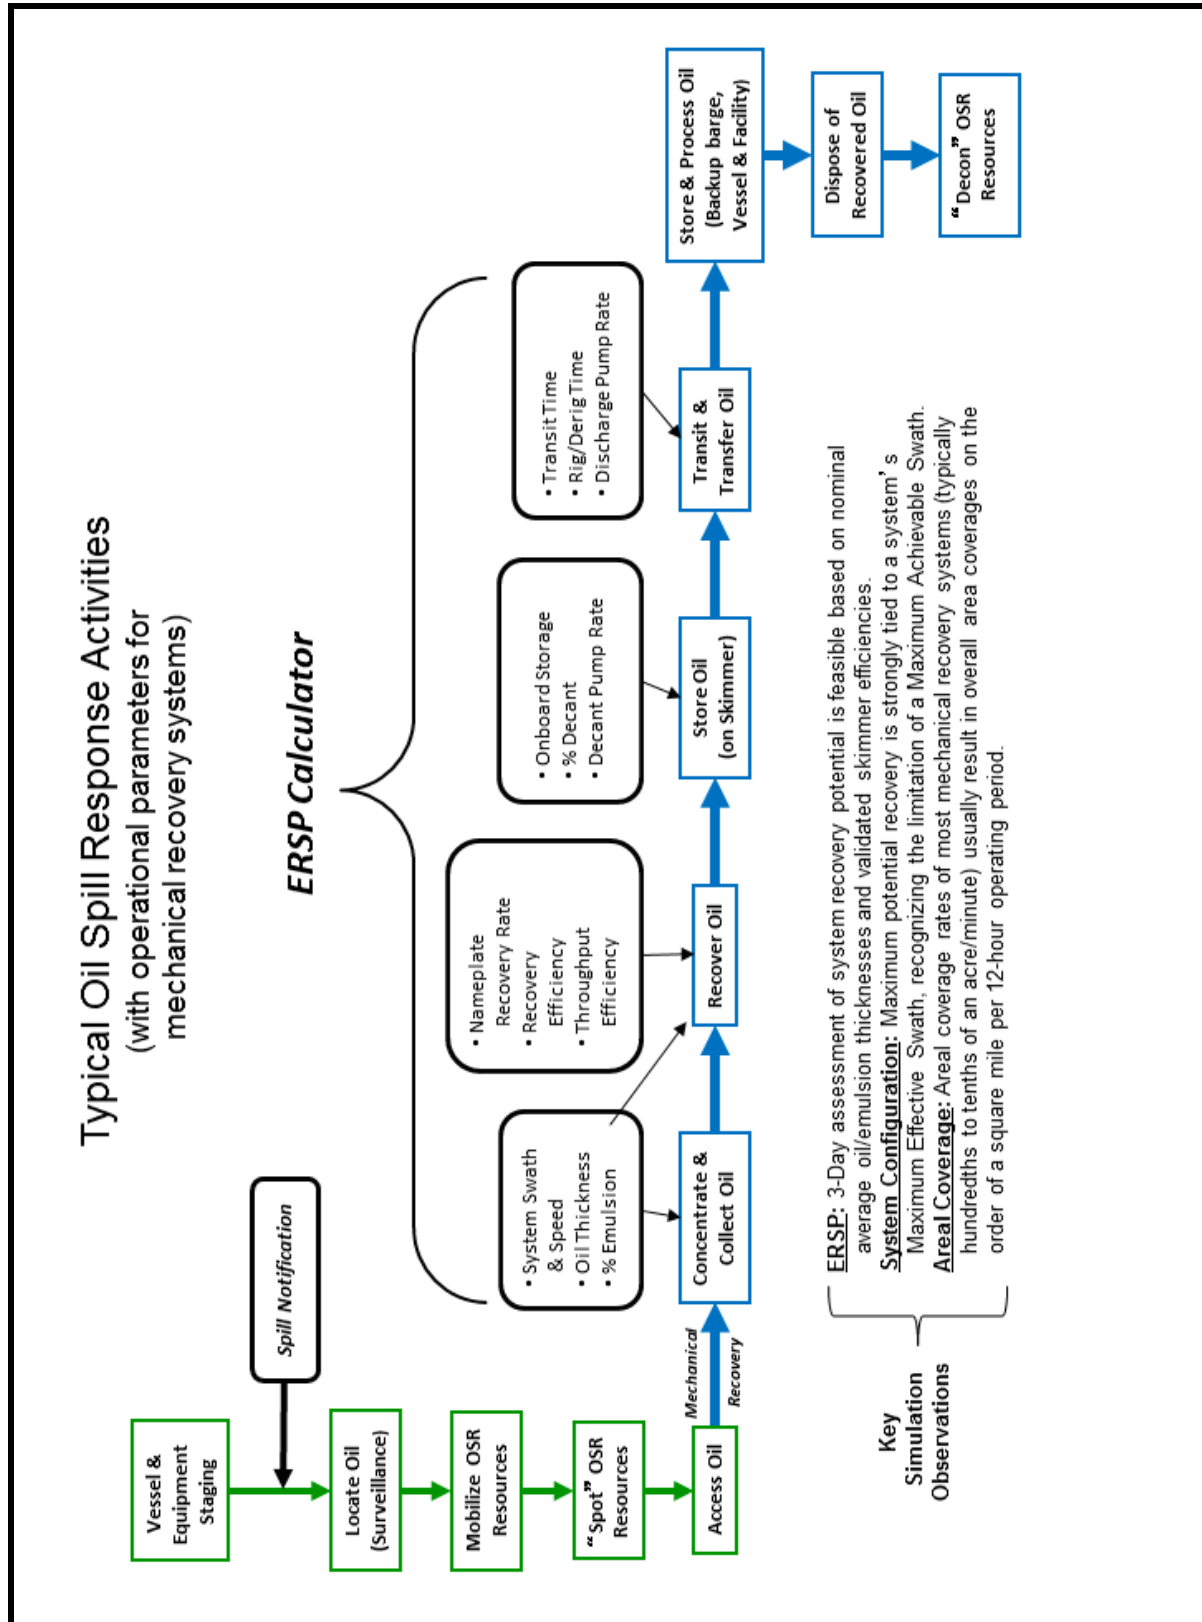 Typical Oil Spill Response Activities
(with operational parameters for
mechanical recovery systems)
Vessel &
Equipment
Staging
Spill Notification
Locate Oil
(Surveillance)
Mobilize OSR
Resources
“Spot” OSR
Resources
Access Oil
Mechanical
Recovery
ERSP Calculator
• System Swath
& Speed
• Oil Thickness
• % Emulsion
• Nameplate
Recovery Rate
• Recovery
Efficiency
• Throughput
Efficiency
• Onboard Storage
• % Decant
• Decant Pump Rate
• Transit Time
• Rig/Derig Time
• Discharge Pump Rate
Concentrate &
Collect Oil
Recover Oil
Store Oil
(on Skimmer)
Transit &
Transfer Oil
Store & Process Oil
(Backup barge,
Vessel & Facility)
Dispose of
Recovered Oil
“Decon” OSR
Resources
Key
Simulation
Observations
ERSP: 3-Day assessment of system recovery potential is feasible based on nominal
average oil/emulsion thicknesses and validated skimmer efficiencies.
System Configuration: Maximum potential recovery is strongly tied to a system’ s
Maximum Effective Swath, recognizing the limitation of a Maximum Achievable Swath.
Areal Coverage: Areal coverage rates of most mechanical recovery systems (typically
hundredths to tenths of an acre/minute) usually result in overall area coverages on the
order of a square mile per 12-hour operating period.